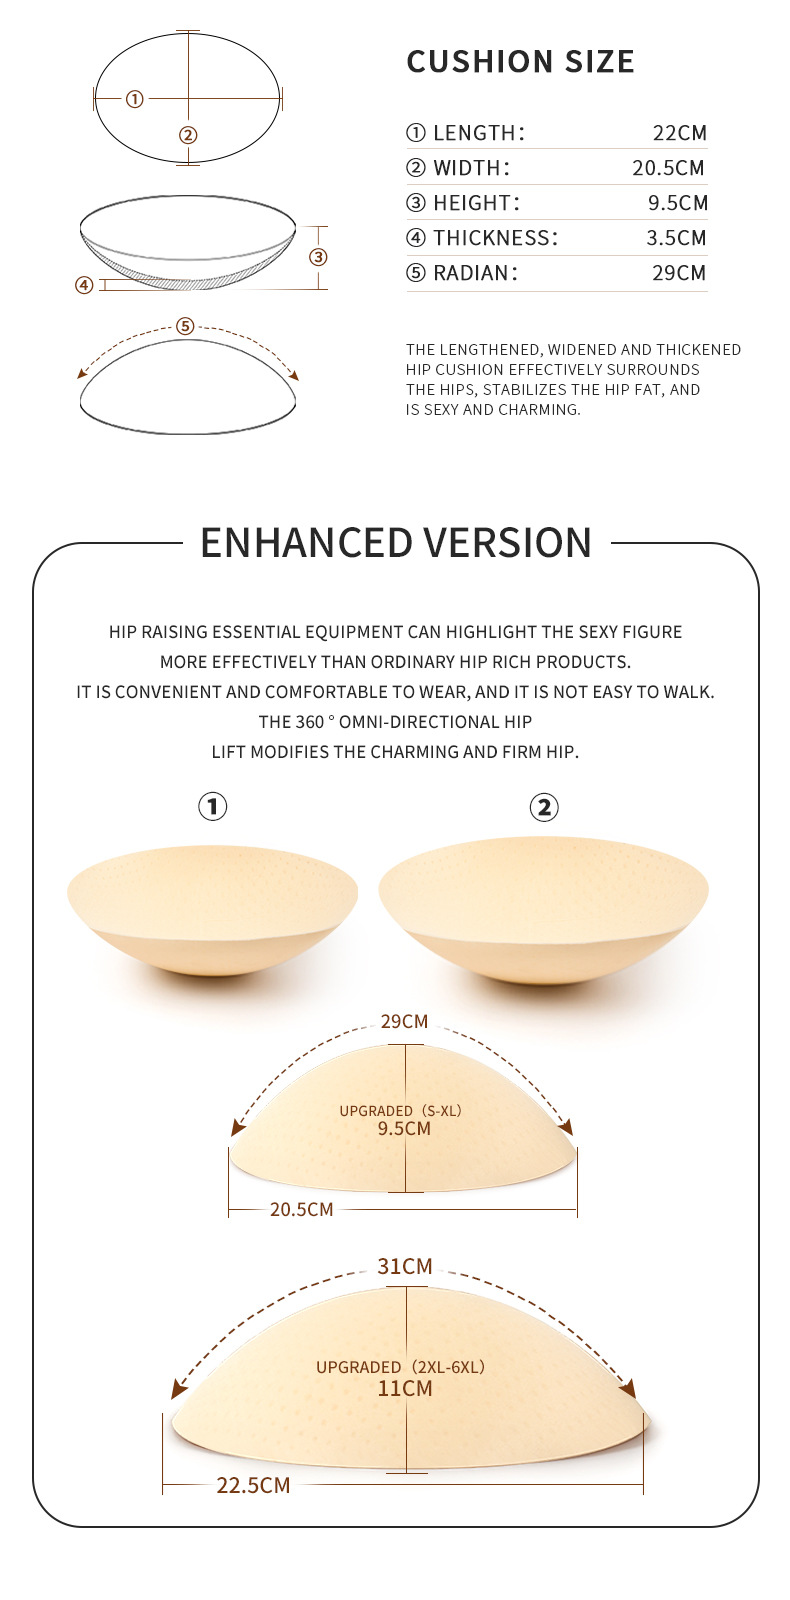 ①
②
③
④
⑤
CUSHION SIZE
① LENGTH： 22CM
② WIDTH： 20.5CM
③ HEIGHT： 9.5CM
④ THICKNESS： 3.5CM
⑤ RADIAN： 29CM
THE LENGTHENED, WIDENED AND THICKENED
HIP CUSHION EFFECTIVELY SURROUNDS
THE HIPS, STABILIZES THE HIP FAT, AND
IS SEXY AND CHARMING.
ENHANCED VERSION
HIP RAISING ESSENTIAL EQUIPMENT CAN HIGHLIGHT THE SEXY FIGURE
MORE EFFECTIVELY THAN ORDINARY HIP RICH PRODUCTS.
IT IS CONVENIENT AND COMFORTABLE TO WEAR, AND IT IS NOT EASY TO WALK.
THE 360 ° OMNI-DIRECTIONAL HIP
LIFT MODIFIES THE CHARMING AND FIRM HIP.
① ②
29CM
UPGRADED（S-XL）
9.5CM
20.5CM
31CM
UPGRADED（2XL-6XL）
11CM
22.5CM